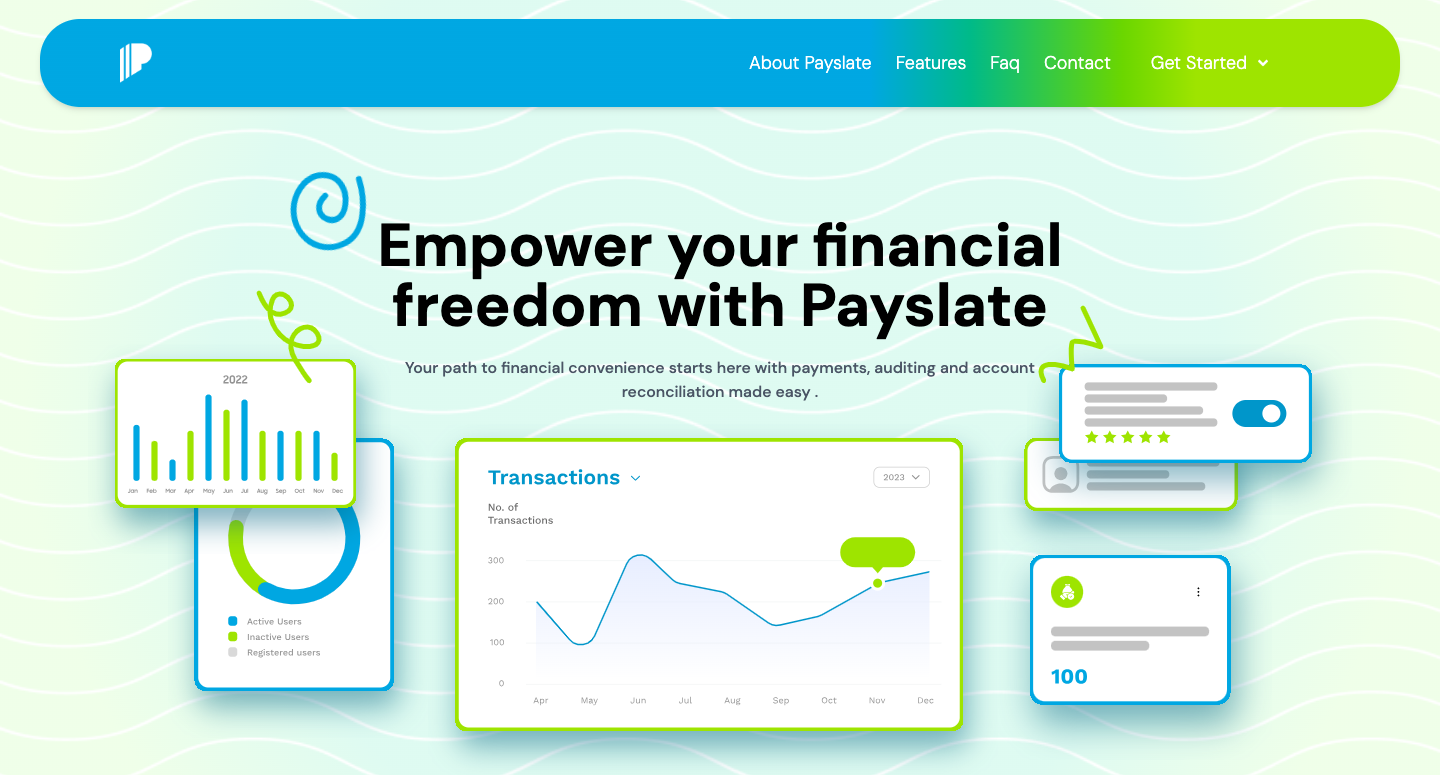 About Payslate Features Faq Contact Get Started
Empower your financial
freedom with Payslate
Your path to financial convenience starts here with payments, auditing and account
reconciliation made easy .
2022
Jan Feb Mar Apr May Jun Jul Aug Sep Oct Nov Dec
Active Users
Inactive Users
Registered users
Transactions
2023
No. of
Transactions
300
200
100
0
Apr May Jun Jul Aug Sep Oct Nov Dec
100